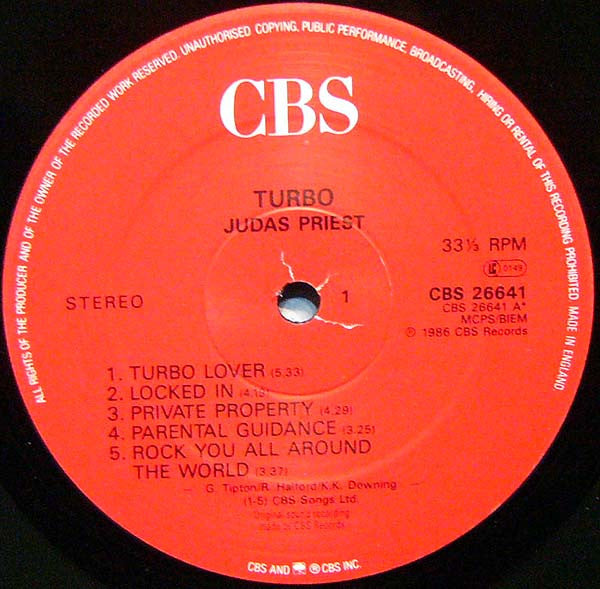 ALL RIGHTS OF THE PRODUCER AND OF THE OWNER OF THE RECORDED WORK RESERVED. UNAUTHORISED COPYING, PUBLIC PERFORMANCE, BROADCASTING, HIRING OR RENTAL OF THIS RECORDING PROHIBITED MADE IN ENGLAND
CBS
TURBO
JUDAS PRIEST
33⅓ RPM
LC 0149
STEREO
1
CBS 26641
CBS 26641 A*
MCPS/BIEM
℗ 1986 CBS Records
1. TURBO LOVER (5.33)
2. LOCKED IN (4.19)
3. PRIVATE PROPERTY (4.29)
4. PARENTAL GUIDANCE (3.25)
5. ROCK YOU ALL AROUND
THE WORLD (3.37)
— G. Tipton/R. Halford/K.K. Downing —
(1-5) CBS Songs Ltd.
Original sound recording
made by CBS Records
CBS AND ® CBS INC.